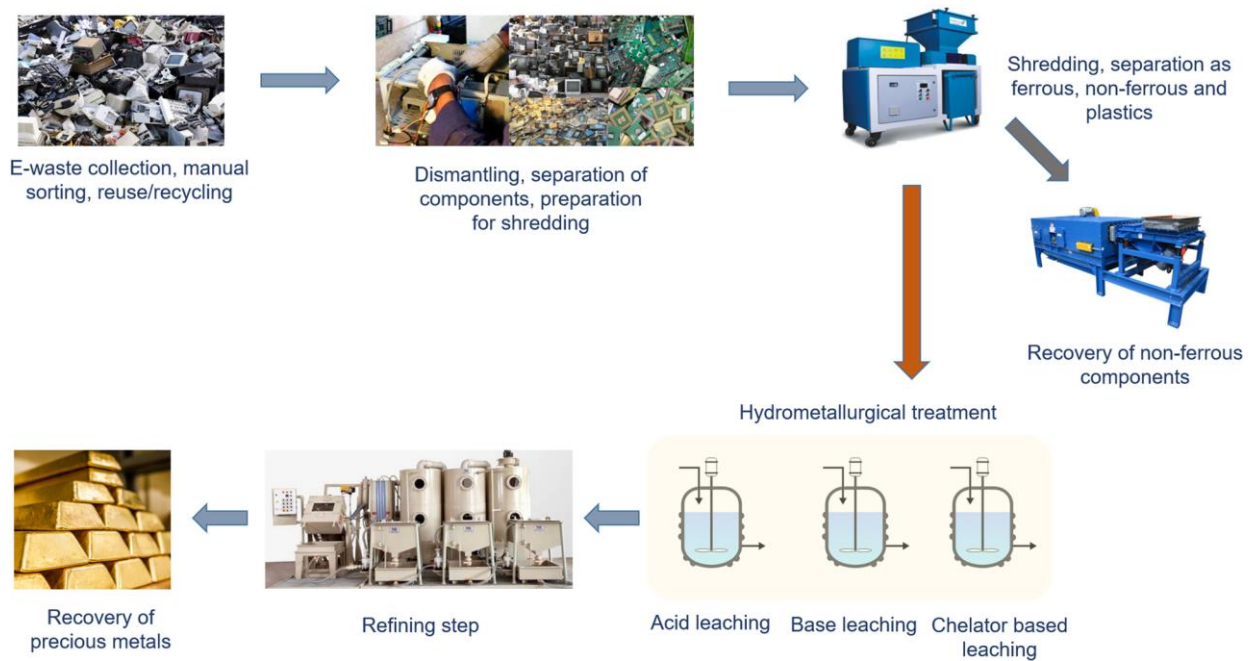 E-waste collection, manual
sorting, reuse/recycling
Dismantling, separation of
components, preparation
for shredding
Shredding, separation as
ferrous, non-ferrous and
plastics
Recovery of non-ferrous
components
Hydrometallurgical treatment
Acid leaching
Base leaching
Chelator based
leaching
Refining step
Recovery of
precious metals